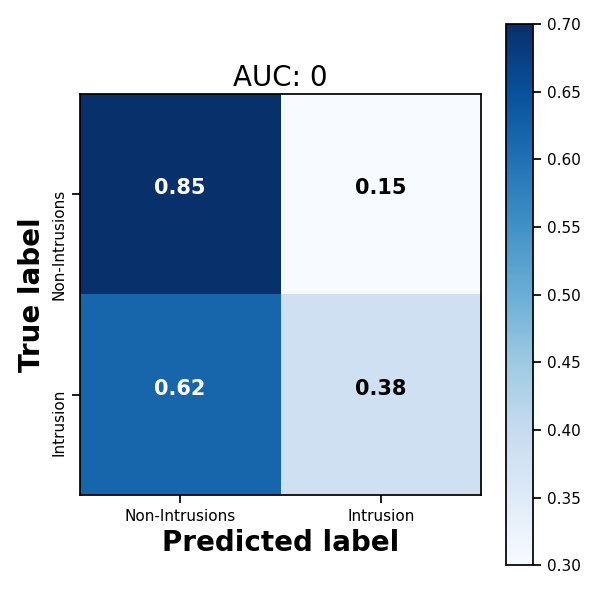 AUC: 0
0.85
0.15
0.62
0.38
True label
Non-Intrusions
Intrusion
Non-Intrusions
Intrusion
Predicted label
0.70
0.65
0.60
0.55
0.50
0.45
0.40
0.35
0.30